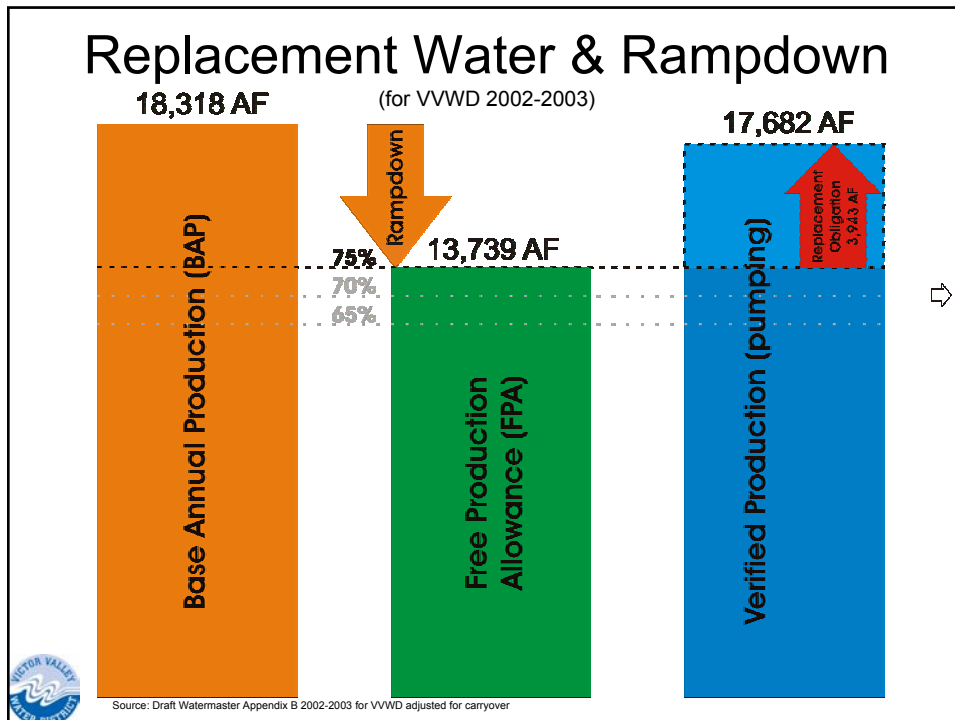 Replacement Water & Rampdown
(for VVWD 2002-2003)
18,318 AF
17,682 AF
Rampdown
Replacement
Obligation
3,943 AF
75%
13,739 AF
70%
65%
Base Annual Production (BAP)
Free Production
Allowance (FPA)
Verified Production (pumping)
VICTOR VALLEY
WATER DISTRICT
Source: Draft Watermaster Appendix B 2002-2003 for VVWD adjusted for carryover